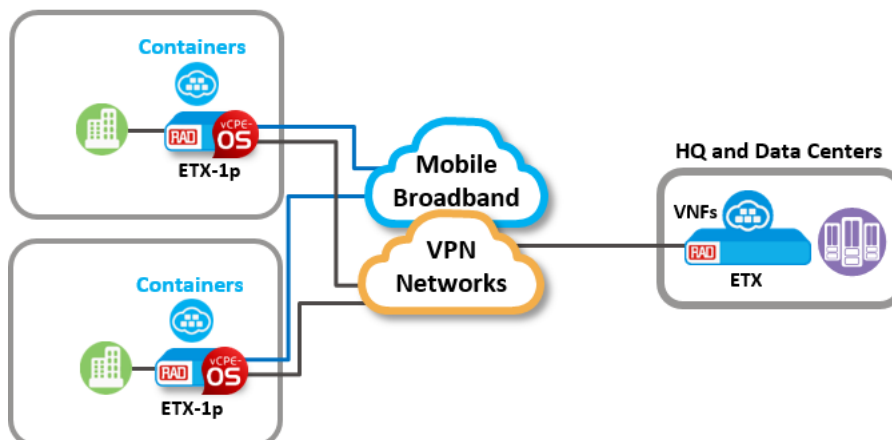 Containers
RAD
vCPE-
OS
ETX-1p
Mobile
Broadband
VPN
Networks
HQ and Data Centers
VNFs
RAD
ETX
Containers
RAD
vCPE-
OS
ETX-1p